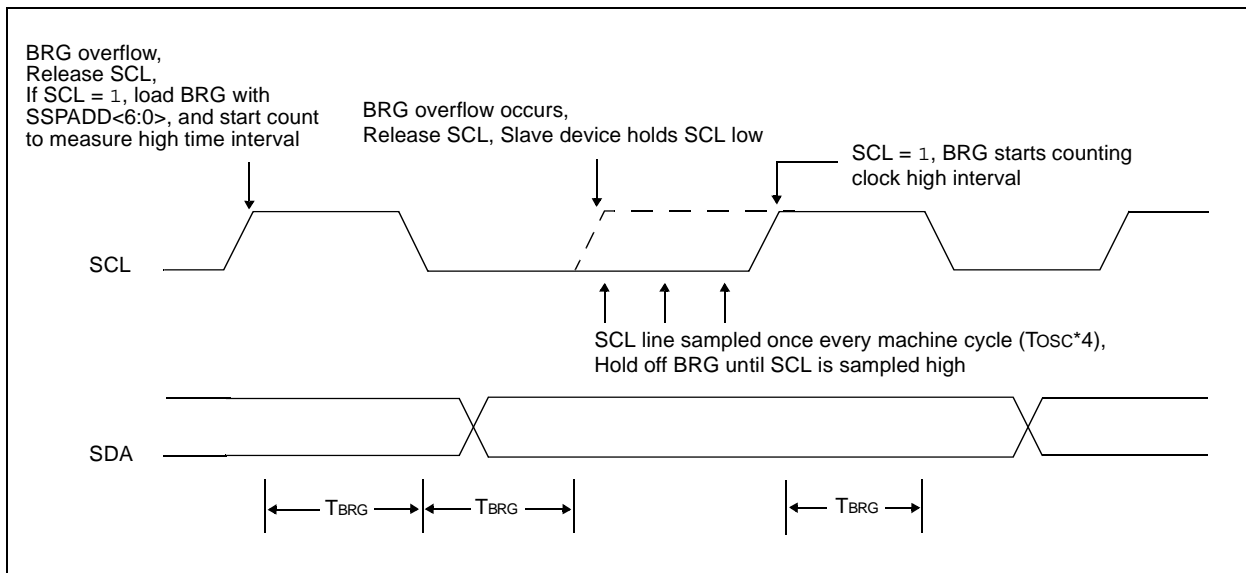 BRG overflow,
Release SCL,
If SCL = 1, load BRG with
SSPADD<6:0>, and start count
to measure high time interval
BRG overflow occurs,
Release SCL, Slave device holds SCL low
SCL = 1, BRG starts counting
clock high interval
SCL
SCL line sampled once every machine cycle (TOSC*4),
Hold off BRG until SCL is sampled high
SDA
TBRG
TBRG
TBRG